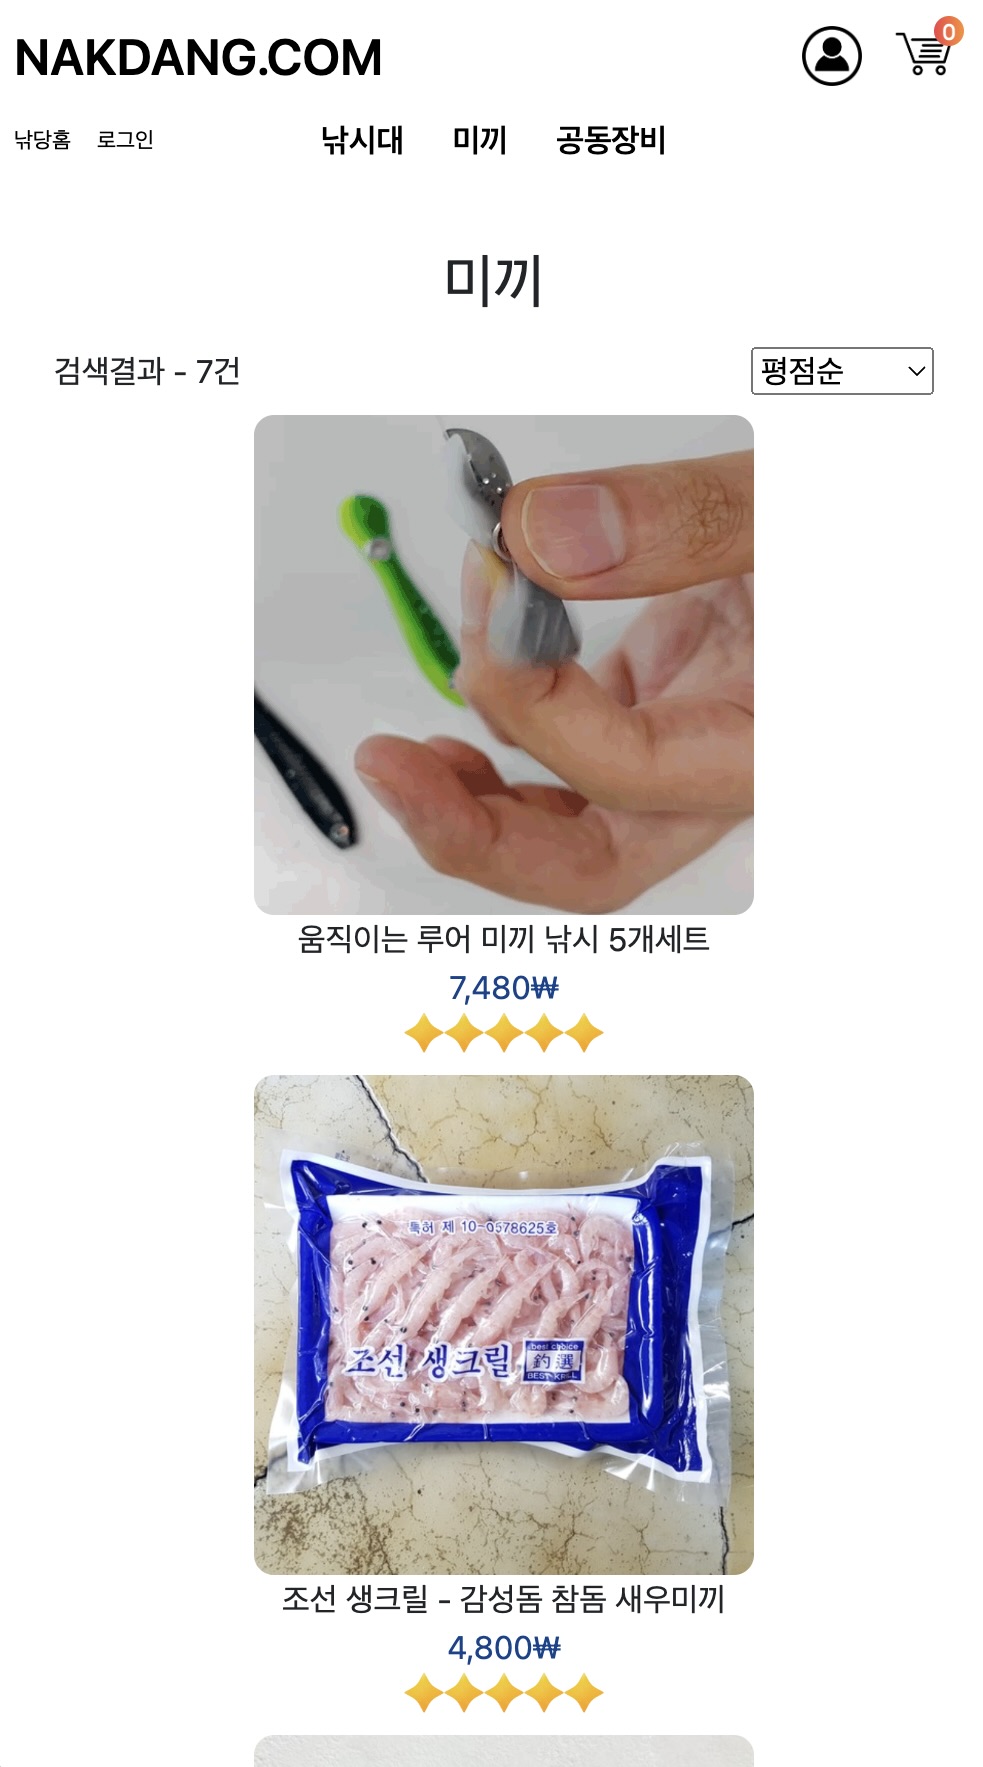 NAKDANG.COM
0
낚당홈 로그인 낚시대 미끼 공동장비
미끼
검색결과 - 7건 평점순
움직이는 루어 미끼 낚시 5개세트
7,480₩
특허 제 10-0578625호
조선 생크릴
best choice
釣選
BEST KRILL
조선 생크릴 - 감성돔 참돔 새우미끼
4,800₩